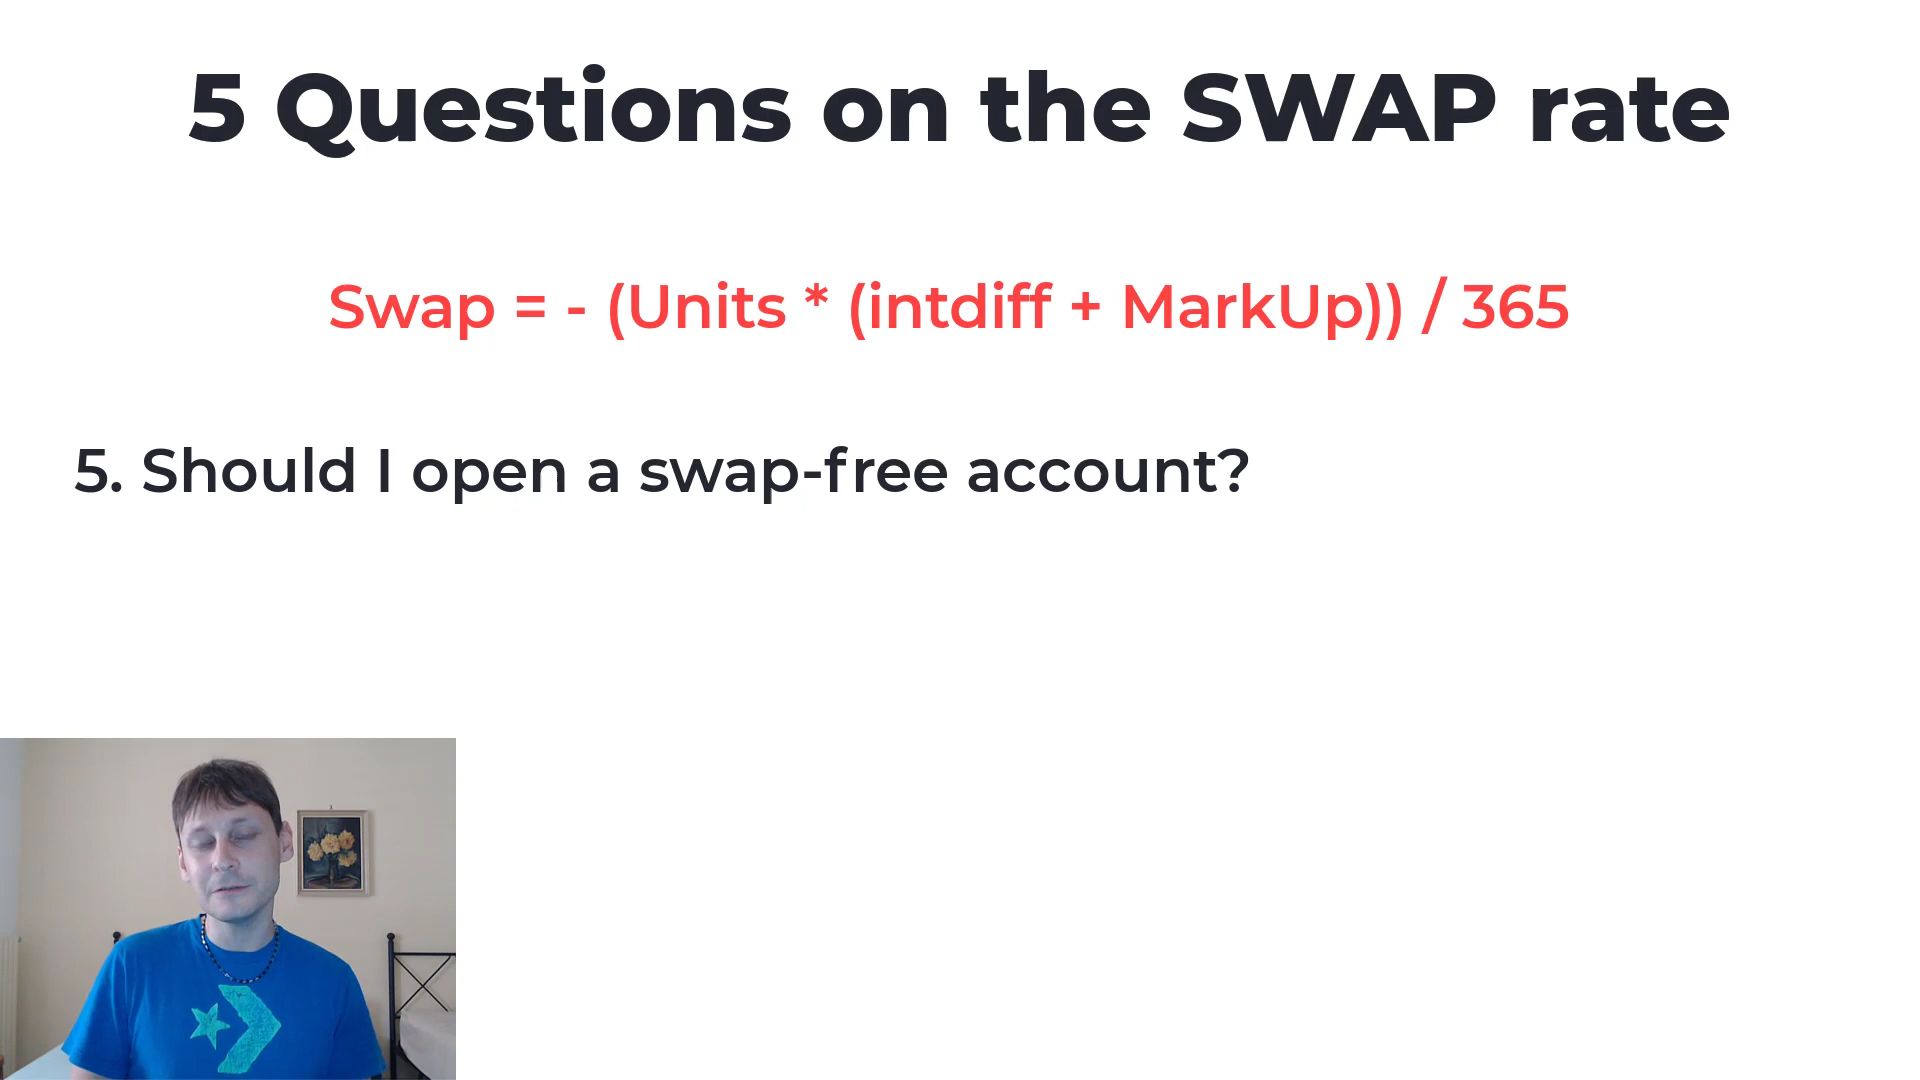 5 Questions on the SWAP rate
Swap = - (Units * (intdiff + MarkUp)) / 365
5. Should I open a swap-free account?